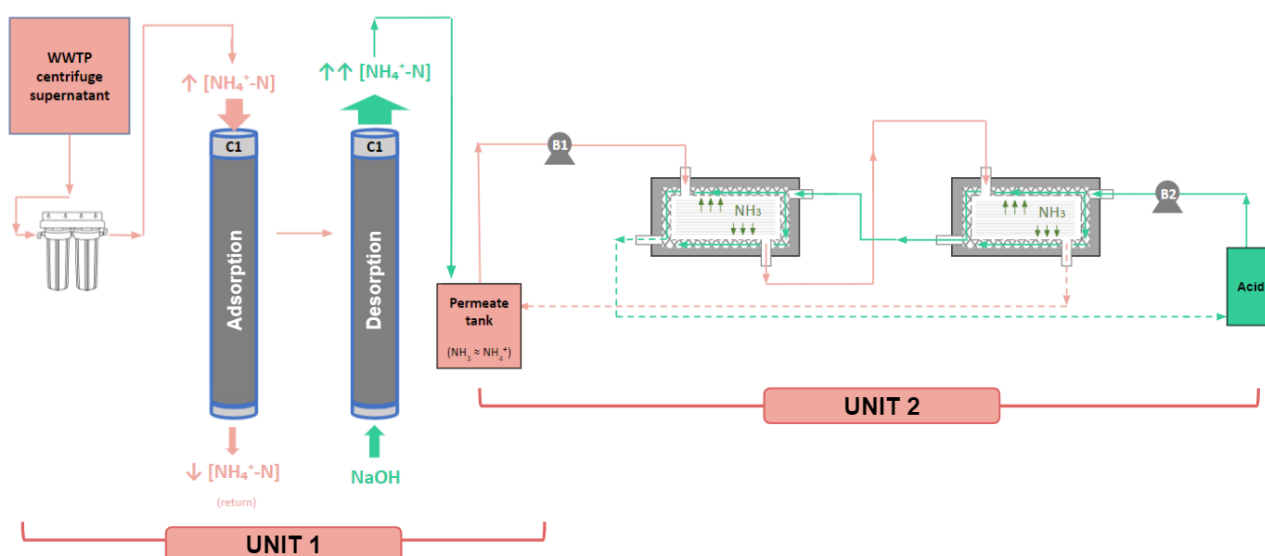 WWTP
centrifuge
supernatant
↑ [NH₄⁺-N]
↑↑ [NH₄⁺-N]
C1
C1
Adsorption
Desorption
↓ [NH₄⁺-N]
(return)
NaOH
UNIT 1
B1
NH₃
NH₃
B2
Permeate
tank
(NH₃ ≈ NH₄⁺)
Acid
UNIT 2